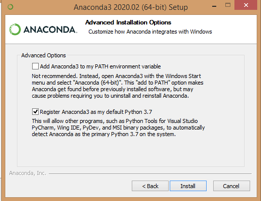 Anaconda3 2020.02 (64-bit) Setup
ANACONDA.
Advanced Installation Options
Customize how Anaconda integrates with Windows
Advanced Options
Add Anaconda3 to my PATH environment variable
Not recommended. Instead, open Anaconda3 with the Windows Start
menu and select "Anaconda (64-bit)". This "add to PATH" option makes
Anaconda get found before previously installed software, but may
cause problems requiring you to uninstall and reinstall Anaconda.
Register Anaconda3 as my default Python 3.7
This will allow other programs, such as Python Tools for Visual Studio
PyCharm, Wing IDE, PyDev, and MSI binary packages, to automatically
detect Anaconda as the primary Python 3.7 on the system.
Anaconda, Inc.
< Back
Install
Cancel